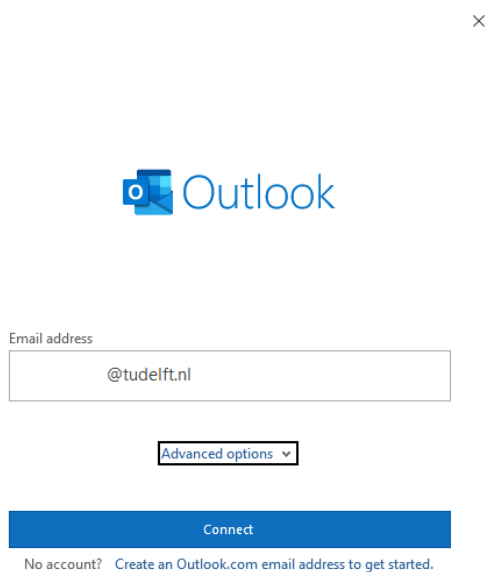 Outlook
Email address
@tudelft.nl
Advanced options
Connect
No account? Create an Outlook.com email address to get started.